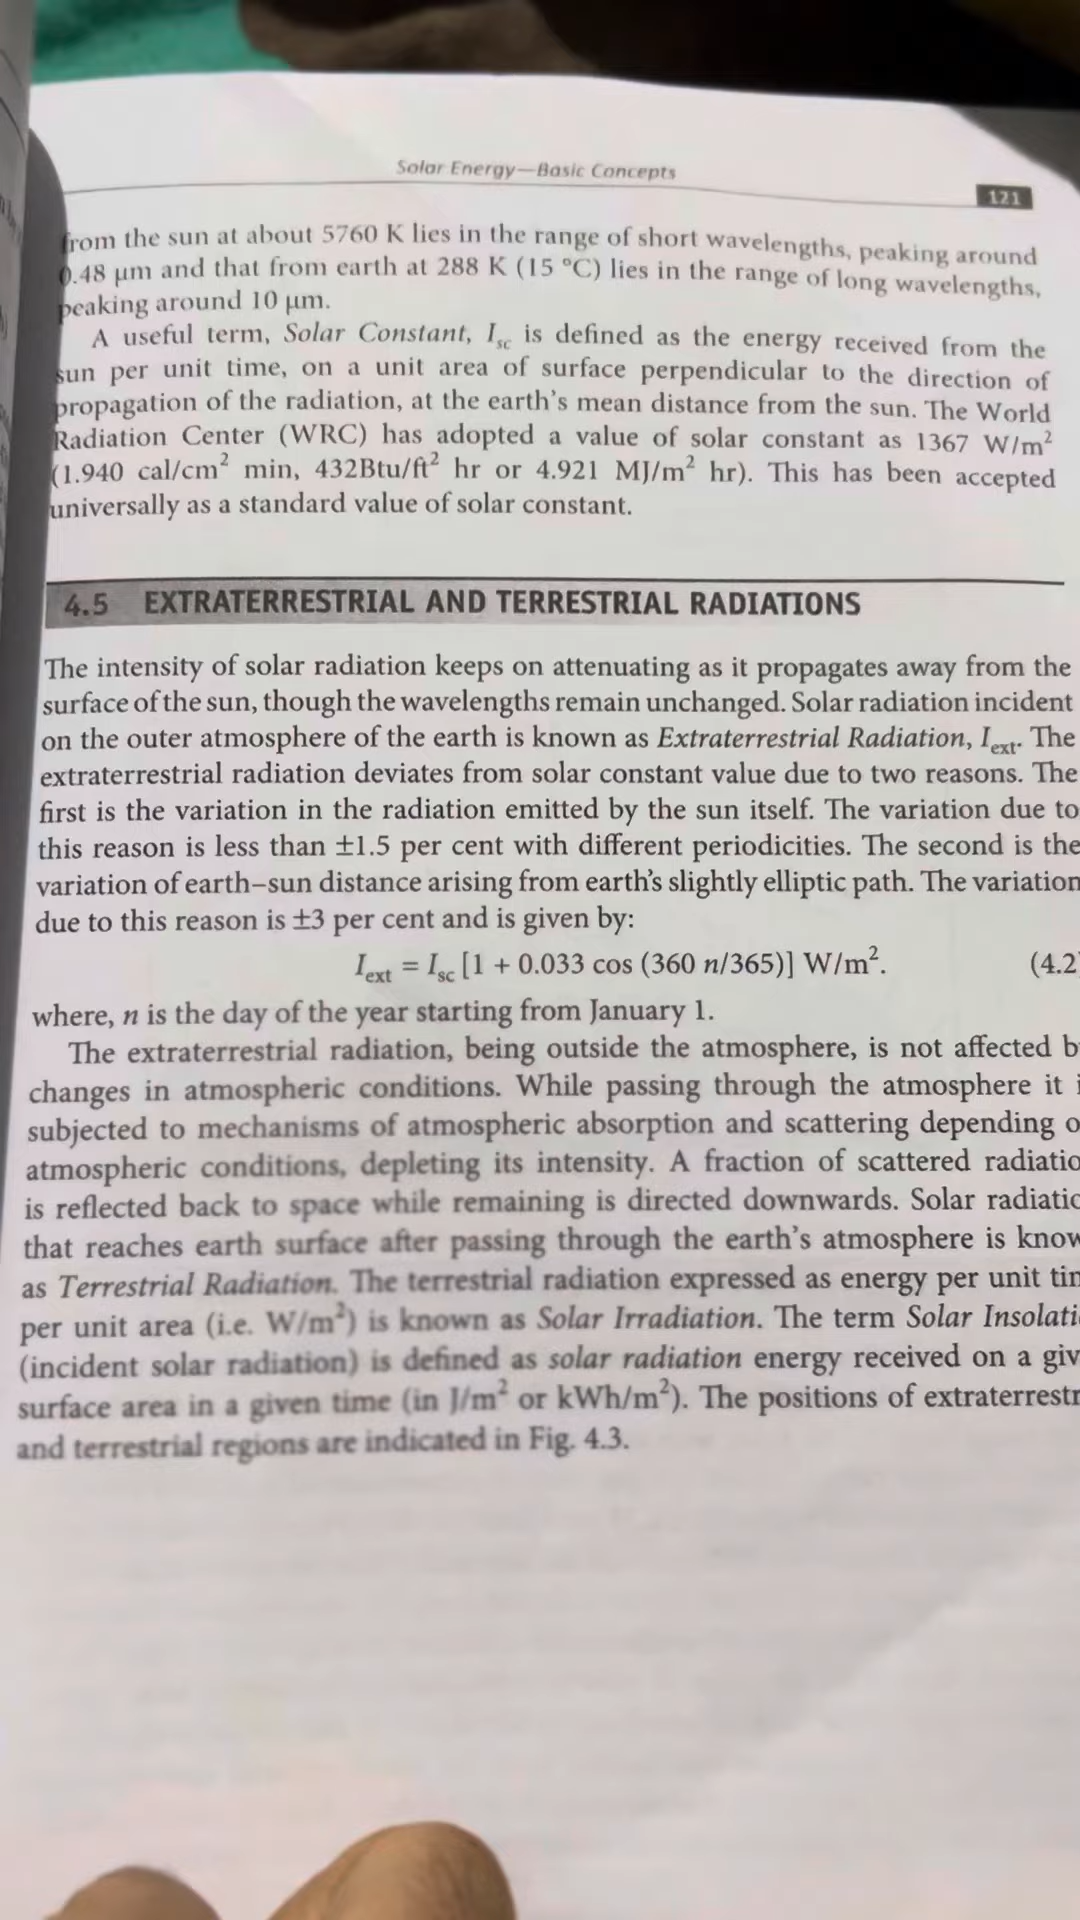 Solar Energy—Basic Concepts
121
from the sun at about 5760 K lies in the range of short wavelengths, peaking around
0.48 μm and that from earth at 288 K (15 °C) lies in the range of long wavelengths,
peaking around 10 μm.
A useful term, Solar Constant, Isc is defined as the energy received from the
sun per unit time, on a unit area of surface perpendicular to the direction of
propagation of the radiation, at the earth's mean distance from the sun. The World
Radiation Center (WRC) has adopted a value of solar constant as 1367 W/m²
(1.940 cal/cm² min, 432Btu/ft² hr or 4.921 MJ/m² hr). This has been accepted
universally as a standard value of solar constant.
4.5 EXTRATERRESTRIAL AND TERRESTRIAL RADIATIONS
The intensity of solar radiation keeps on attenuating as it propagates away from the
surface of the sun, though the wavelengths remain unchanged. Solar radiation incident
on the outer atmosphere of the earth is known as Extraterrestrial Radiation, Iext. The
extraterrestrial radiation deviates from solar constant value due to two reasons. The
first is the variation in the radiation emitted by the sun itself. The variation due to
this reason is less than ±1.5 per cent with different periodicities. The second is the
variation of earth–sun distance arising from earth's slightly elliptic path. The variation
due to this reason is ±3 per cent and is given by:
Iext = Isc [1 + 0.033 cos (360 n/365)] W/m². (4.2)
where, n is the day of the year starting from January 1.
The extraterrestrial radiation, being outside the atmosphere, is not affected b
changes in atmospheric conditions. While passing through the atmosphere it i
subjected to mechanisms of atmospheric absorption and scattering depending o
atmospheric conditions, depleting its intensity. A fraction of scattered radiatio
is reflected back to space while remaining is directed downwards. Solar radiatio
that reaches earth surface after passing through the earth's atmosphere is know
as Terrestrial Radiation. The terrestrial radiation expressed as energy per unit tim
per unit area (i.e. W/m²) is known as Solar Irradiation. The term Solar Insolati
(incident solar radiation) is defined as solar radiation energy received on a giv
surface area in a given time (in J/m² or kWh/m²). The positions of extraterrestr
and terrestrial regions are indicated in Fig. 4.3.